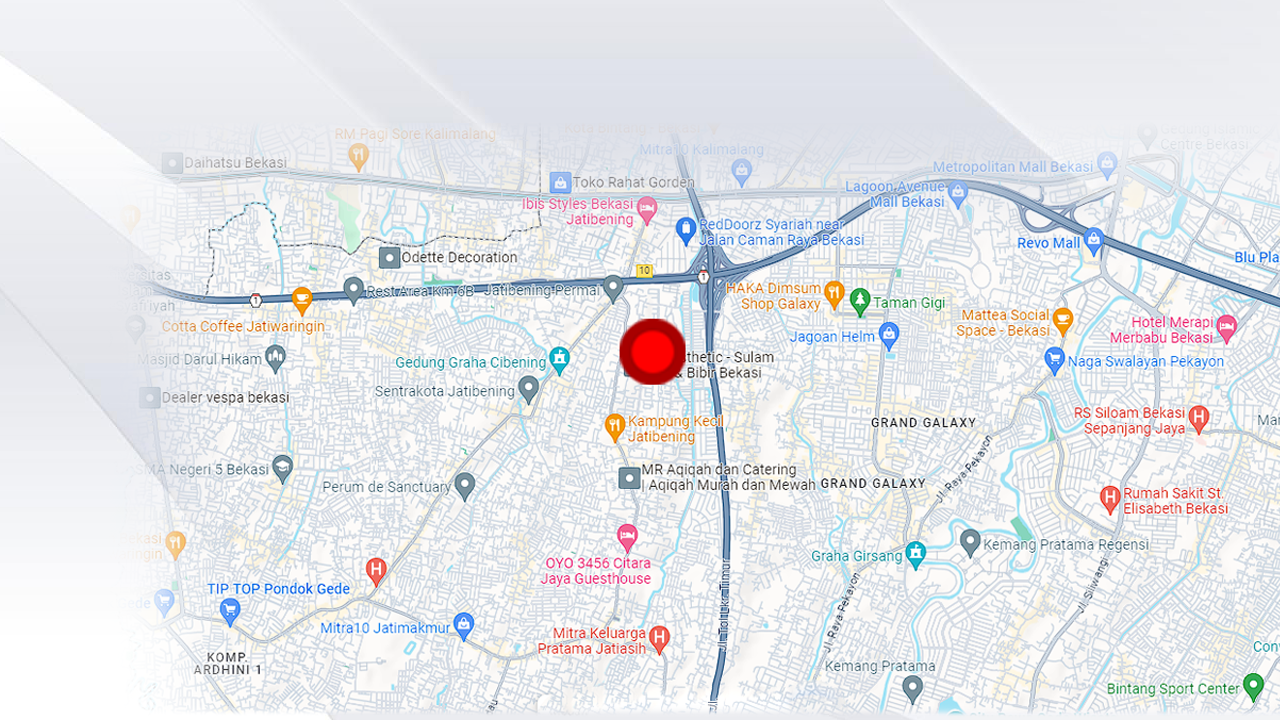 RM Pagi Sore Kalimalang
Daihatsu Bekasi
Mitra10 Kalimalang
Centre Bekasi
Metropolitan Mall Bekasi
Toko Rahat Gorden
Lagoon Avenue
Mall Bekasi
Ibis Styles Bekasi
Jatibening
RedDoorz Syariah near
Jalan Caman Raya Bekasi
Revo Mall
Odette Decoration
Blu Pla
10
1
Rest Area Km 6B
Jatibening Permai
1
HAKA Dimsum
Shop Galaxy
Taman Gigi
Cotta Coffee Jatiwaringin
Mattea Social
Space - Bekasi
Hotel Merapi
Merbabu Bekasi
Jagoan Helm
Masjid Darul Hikam
Gedung Graha Cibening
thetic - Sulam
& Bibir Bekasi
Naga Swalayan Pekayon
Sentrakota Jatibening
Dealer vespa bekasi
RS Siloam Bekasi
Sepanjang Jaya
Kampung Kecil
Jatibening
GRAND GALAXY
SMA Negeri 5 Bekasi
MR Aqiqah dan Catering
| Aqiqah Murah dan Mewah
GRAND GALAXY
Jl. Raya Pekayon
Perum de Sanctuary
Rumah Sakit St.
Elisabeth Bekasi
Kemang Pratama Regensi
Graha Girsang
OYO 3456 Citara
Jaya Guesthouse
TIP TOP Pondok Gede
Jl. Siliwangi
Jl. Raya Pekayon
Mitra10 Jatimakmur
Mitra Keluarga
Pratama Jatiasih
KOMP.
ARDHINI 1
Kemang Pratama
Bintang Sport Center